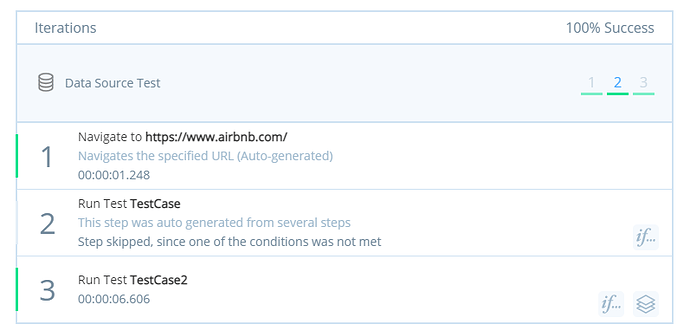 Iterations 100% Success
Data Source Test 1 2 3
1
Navigate to https://www.airbnb.com/
Navigates the specified URL (Auto-generated)
00:00:01.248
2
Run Test TestCase
This step was auto generated from several steps
Step skipped, since one of the conditions was not met
if...
3
Run Test TestCase2
00:00:06.606
if...